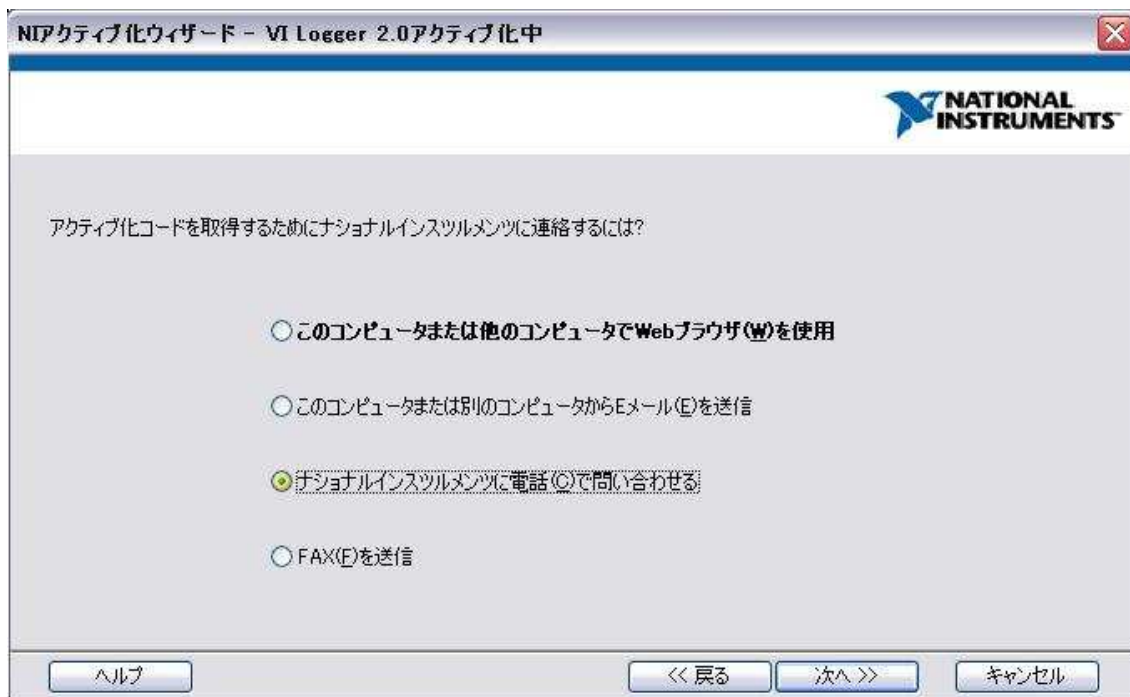 NIアクティブ化ウィザード - VI Logger 2.0アクティブ化中
NATIONAL
INSTRUMENTS™
アクティブ化コードを取得するためにナショナルインスツルメンツに連絡するには?
このコンピュータまたは他のコンピュータでWebブラウザ(W)を使用
このコンピュータまたは別のコンピュータからEメール(E)を送信
ナショナルインスツルメンツに電話(C)で問い合わせる
FAX(F)を送信
ヘルプ
<< 戻る
次へ >>
キャンセル